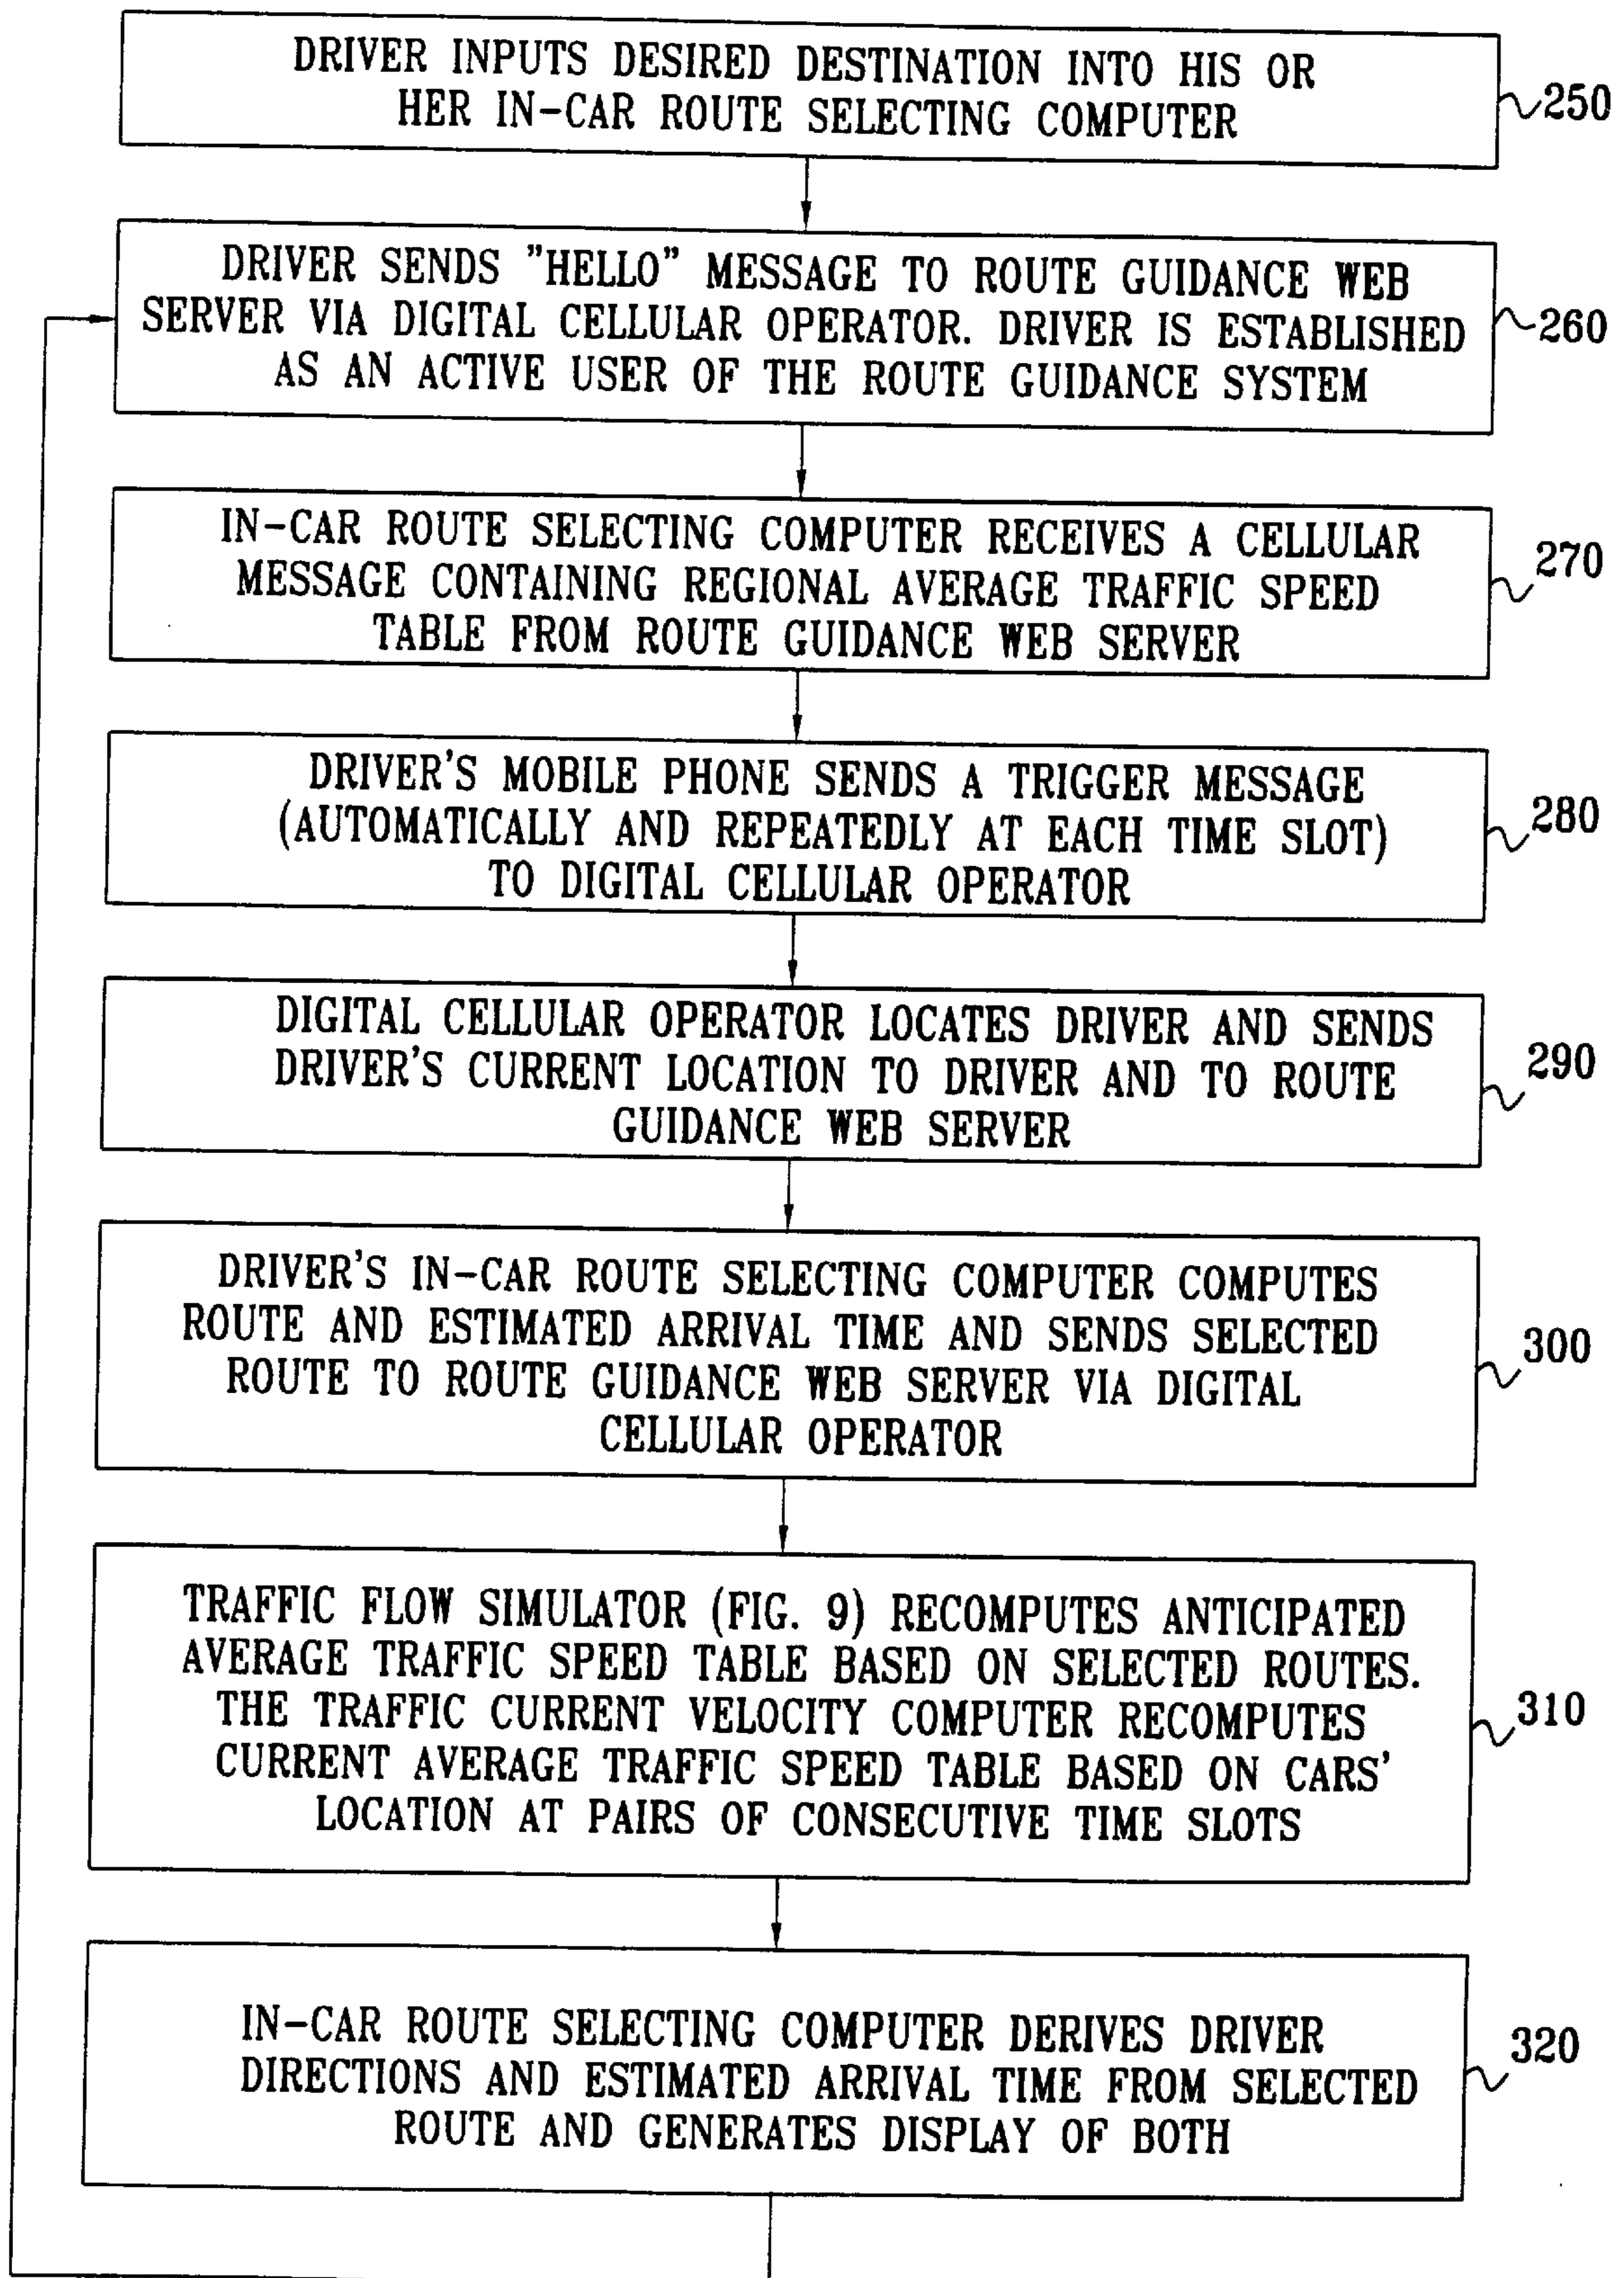 DRIVER INPUTS DESIRED DESTINATION INTO HIS OR
HER IN-CAR ROUTE SELECTING COMPUTER
250
DRIVER SENDS "HELLO" MESSAGE TO ROUTE GUIDANCE WEB
SERVER VIA DIGITAL CELLULAR OPERATOR. DRIVER IS ESTABLISHED
AS AN ACTIVE USER OF THE ROUTE GUIDANCE SYSTEM
260
IN-CAR ROUTE SELECTING COMPUTER RECEIVES A CELLULAR
MESSAGE CONTAINING REGIONAL AVERAGE TRAFFIC SPEED
TABLE FROM ROUTE GUIDANCE WEB SERVER
270
DRIVER'S MOBILE PHONE SENDS A TRIGGER MESSAGE
(AUTOMATICALLY AND REPEATEDLY AT EACH TIME SLOT)
TO DIGITAL CELLULAR OPERATOR
280
DIGITAL CELLULAR OPERATOR LOCATES DRIVER AND SENDS
DRIVER'S CURRENT LOCATION TO DRIVER AND TO ROUTE
GUIDANCE WEB SERVER
290
DRIVER'S IN-CAR ROUTE SELECTING COMPUTER COMPUTES
ROUTE AND ESTIMATED ARRIVAL TIME AND SENDS SELECTED
ROUTE TO ROUTE GUIDANCE WEB SERVER VIA DIGITAL
CELLULAR OPERATOR
300
TRAFFIC FLOW SIMULATOR (FIG. 9) RECOMPUTES ANTICIPATED
AVERAGE TRAFFIC SPEED TABLE BASED ON SELECTED ROUTES.
THE TRAFFIC CURRENT VELOCITY COMPUTER RECOMPUTES
CURRENT AVERAGE TRAFFIC SPEED TABLE BASED ON CARS'
LOCATION AT PAIRS OF CONSECUTIVE TIME SLOTS
310
IN-CAR ROUTE SELECTING COMPUTER DERIVES DRIVER
DIRECTIONS AND ESTIMATED ARRIVAL TIME FROM SELECTED
ROUTE AND GENERATES DISPLAY OF BOTH
320